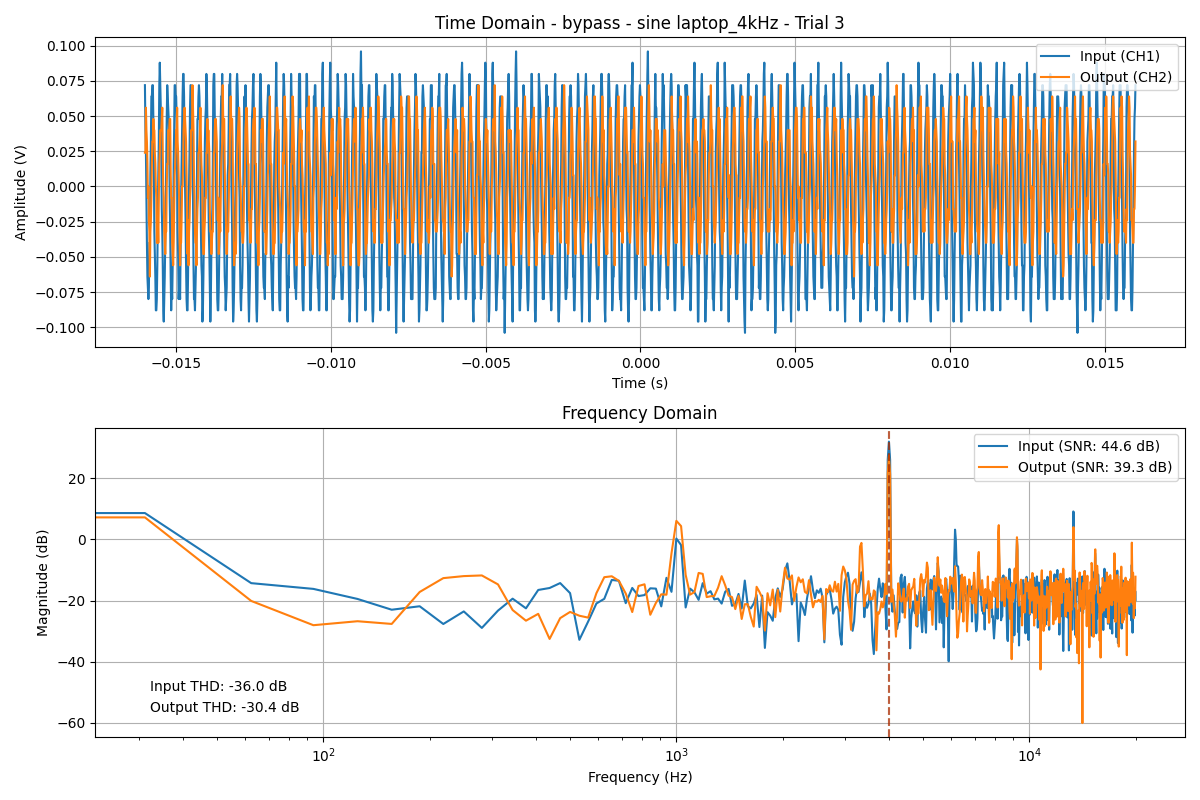 Time Domain - bypass - sine laptop_4kHz - Trial 3
Amplitude (V)
0.100
0.075
0.050
0.025
0.000
−0.025
−0.050
−0.075
−0.100
Input (CH1)
Output (CH2)
−0.015
−0.010
−0.005
0.000
0.005
0.010
0.015
Time (s)
Frequency Domain
Magnitude (dB)
20
0
−20
−40
−60
Input (SNR: 44.6 dB)
Output (SNR: 39.3 dB)
Input THD: -36.0 dB
Output THD: -30.4 dB
10²
10³
10⁴
Frequency (Hz)